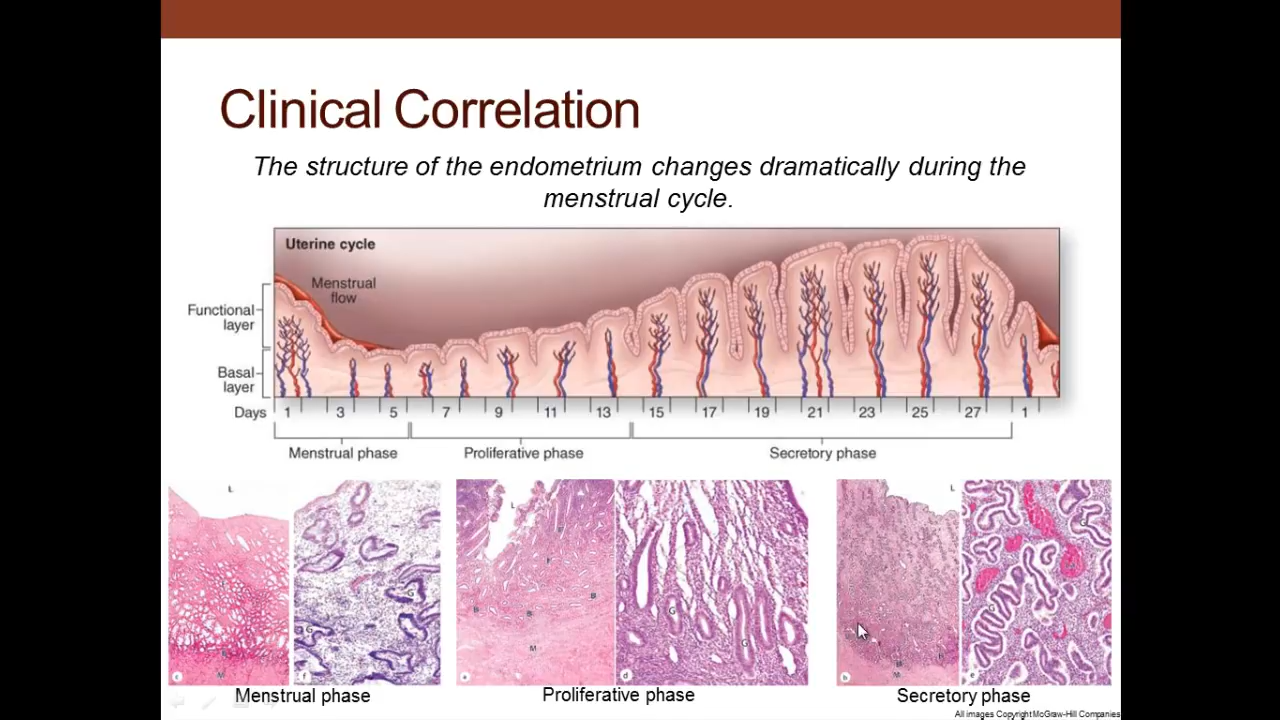 Clinical Correlation
The structure of the endometrium changes dramatically during the
menstrual cycle.
Uterine cycle
Menstrual
flow
Functional
layer
Basal
layer
Days 1 3 5 7 9 11 13 15 17 19 21 23 25 27 1
Menstrual phase Proliferative phase Secretory phase
L
L
L
G
F
B
B
B
M
G
G
G
G
G
B
M
M
c f a d b e
Menstrual phase Proliferative phase Secretory phase
All images Copyright McGraw-Hill Companies